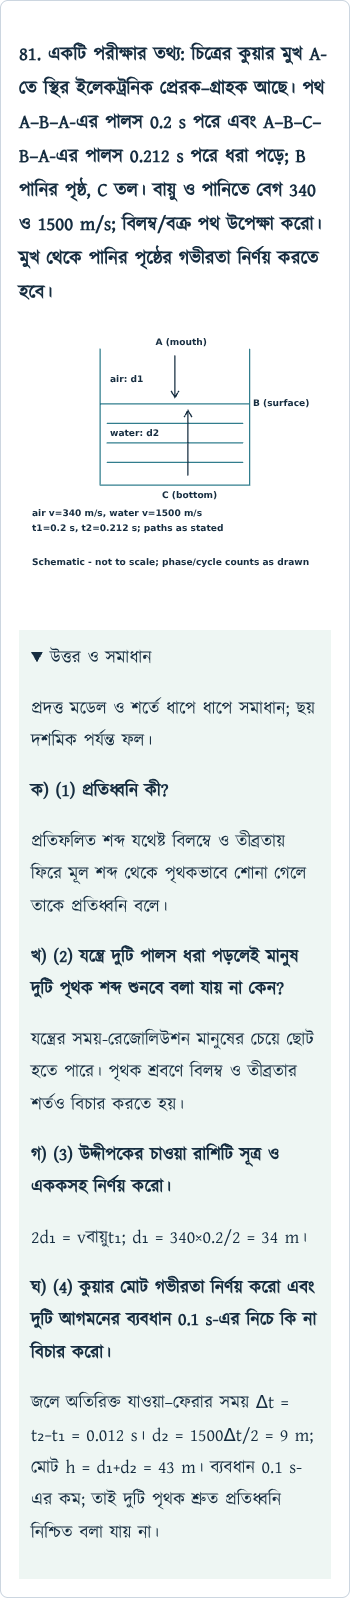 81. একটি পরীক্ষার তথ্য: চিত্রের কুয়ার মুখ A-
তে স্থির ইলেকট্রনিক প্রেরক–গ্রাহক আছে। পথ
A–B–A-এর পালস 0.2 s পরে এবং A–B–C–
B–A-এর পালস 0.212 s পরে ধরা পড়ে; B
পানির পৃষ্ঠ, C তল। বায়ু ও পানিতে বেগ 340
ও 1500 m/s; বিলম্ব/বক্র পথ উপেক্ষা করো।
মুখ থেকে পানির পৃষ্ঠের গভীরতা নির্ণয় করতে
হবে।
A (mouth)
air: d1
B (surface)
water: d2
C (bottom)
air v=340 m/s, water v=1500 m/s
t1=0.2 s, t2=0.212 s; paths as stated
Schematic - not to scale; phase/cycle counts as drawn
▼ উত্তর ও সমাধান
প্রদত্ত মডেল ও শর্তে ধাপে ধাপে সমাধান; ছয়
দশমিক পর্যন্ত ফল।
ক) (1) প্রতিধ্বনি কী?
প্রতিফলিত শব্দ যথেষ্ট বিলম্বে ও তীব্রতায়
ফিরে মূল শব্দ থেকে পৃথকভাবে শোনা গেলে
তাকে প্রতিধ্বনি বলে।
খ) (2) যন্ত্রে দুটি পালস ধরা পড়লেই মানুষ
দুটি পৃথক শব্দ শুনবে বলা যায় না কেন?
যন্ত্রের সময়-রেজোলিউশন মানুষের চেয়ে ছোট
হতে পারে। পৃথক শ্রবণে বিলম্ব ও তীব্রতার
শর্তও বিচার করতে হয়।
গ) (3) উদ্দীপকের চাওয়া রাশিটি সূত্র ও
এককসহ নির্ণয় করো।
2d₁ = vবায়ুt₁; d₁ = 340×0.2/2 = 34 m।
ঘ) (4) কুয়ার মোট গভীরতা নির্ণয় করো এবং
দুটি আগমনের ব্যবধান 0.1 s-এর নিচে কি না
বিচার করো।
জলে অতিরিক্ত যাওয়া–ফেরার সময় Δt =
t₂−t₁ = 0.012 s। d₂ = 1500Δt/2 = 9 m;
মোট h = d₁+d₂ = 43 m। ব্যবধান 0.1 s-
এর কম; তাই দুটি পৃথক শ্রুত প্রতিধ্বনি
নিশ্চিত বলা যায় না।